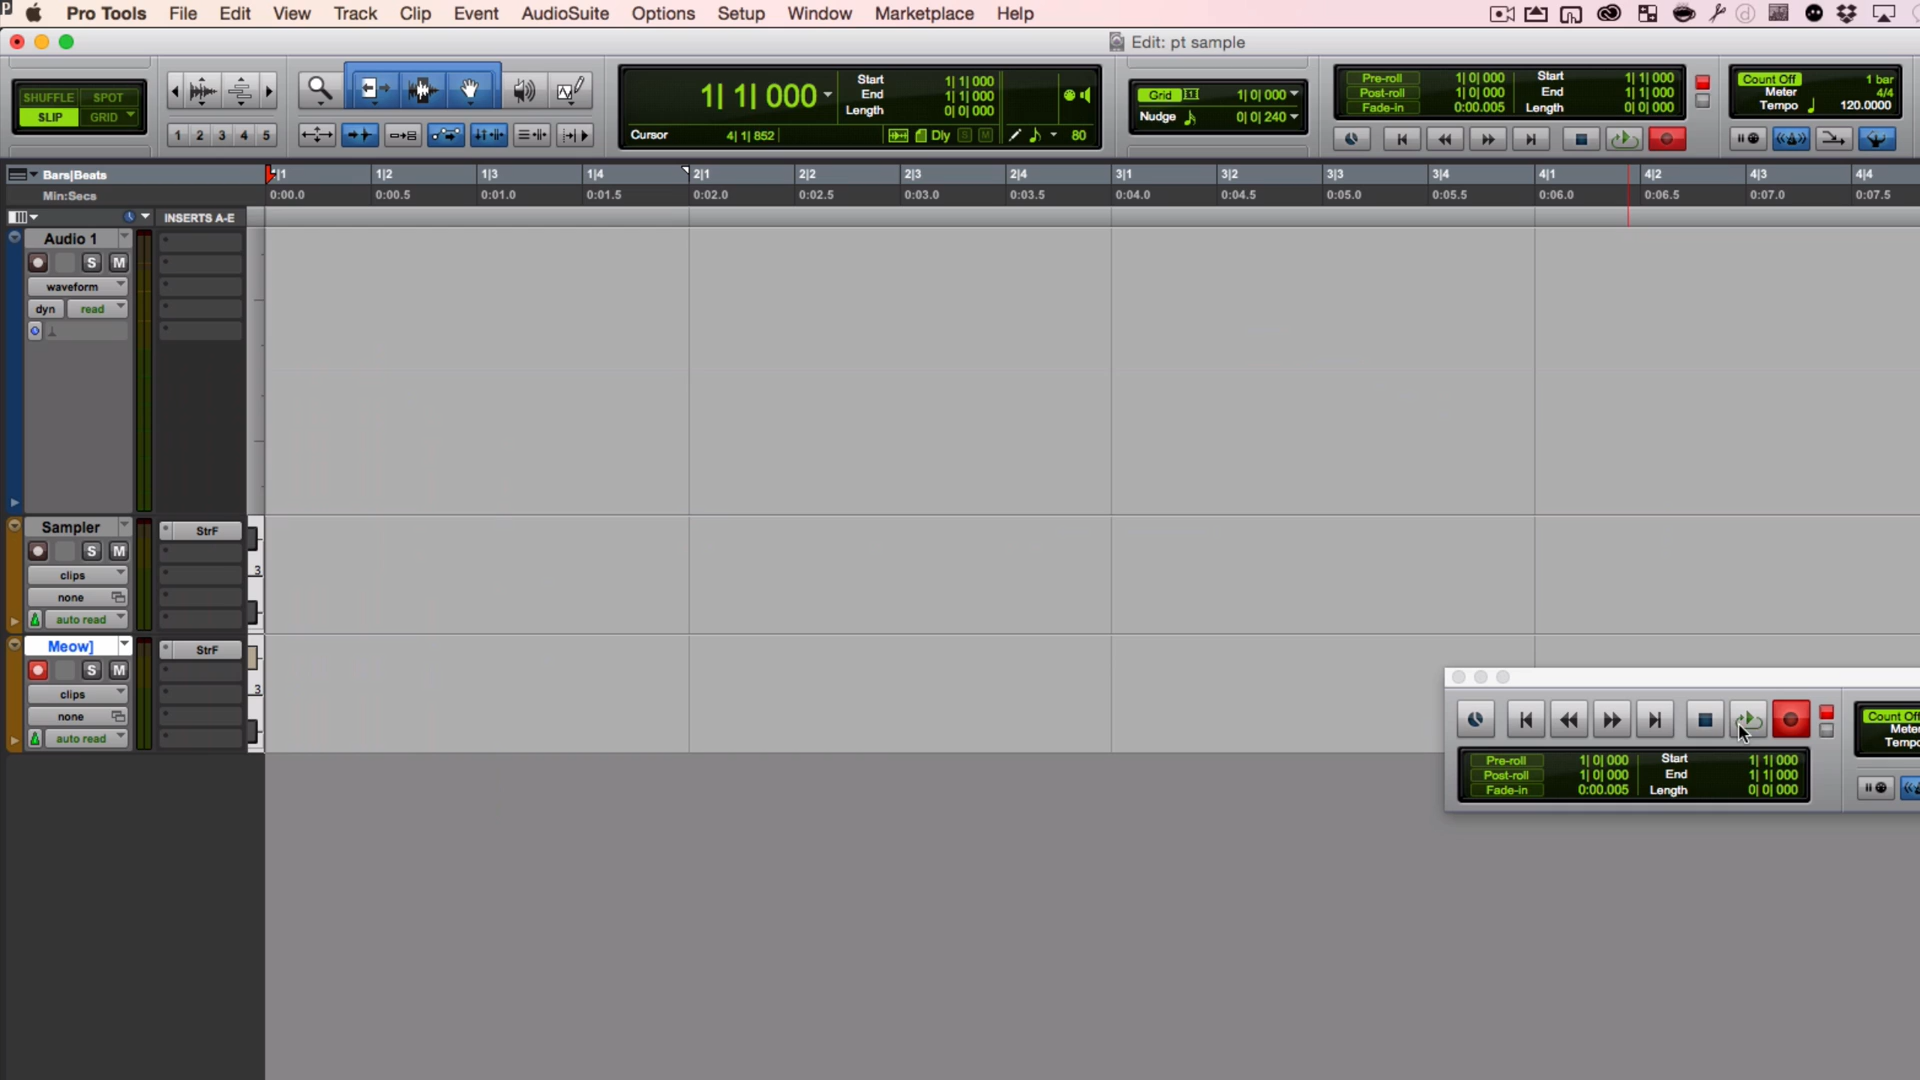 Pro Tools File Edit View Track Clip Event AudioSuite Options Setup Window Marketplace Help
Edit: pt sample
SHUFFLE SPOT
SLIP GRID
1 2 3 4 5
1| 1| 000
Start 1| 1| 000
End 1| 1| 000
Length 0| 0| 000
Cursor 4| 1| 852 Dly S M 80
Grid 1| 0| 000
Nudge 0| 0| 240
Pre-roll 1| 0| 000 Start 1| 1| 000
Post-roll 1| 0| 000 End 1| 1| 000
Fade-in 0:00.005 Length 0| 0| 000
Count Off 1 bar
Meter 4/4
Tempo 120.0000
Bars|Beats 1|1 1|2 1|3 1|4 2|1 2|2 2|3 2|4 3|1 3|2 3|3 3|4 4|1 4|2 4|3 4|4
Min:Secs 0:00.0 0:00.5 0:01.0 0:01.5 0:02.0 0:02.5 0:03.0 0:03.5 0:04.0 0:04.5 0:05.0 0:05.5 0:06.0 0:06.5 0:07.0 0:07.5
INSERTS A-E
Audio 1
S M
waveform
dyn read
Sampler StrF
S M
clips 3
none
auto read
Meow] StrF
S M
clips 3
none
auto read
Count Off
Meter
Tempo
Pre-roll 1| 0| 000 Start 1| 1| 000
Post-roll 1| 0| 000 End 1| 1| 000
Fade-in 0:00.005 Length 0| 0| 000